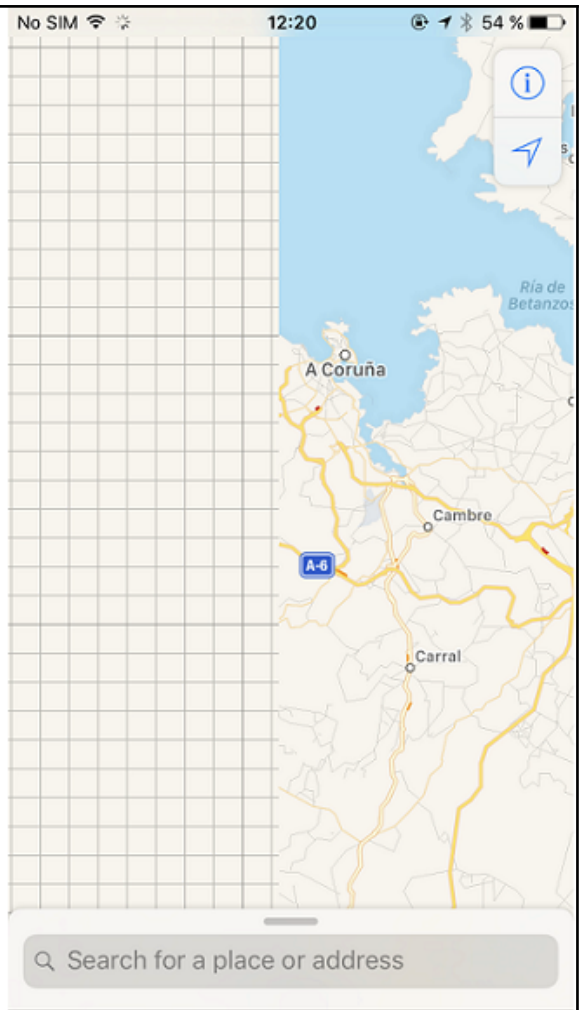 No SIM 12:20 54 %
Ría de
Betanzos
A Coruña
Cambre
A-6
Carral
Search for a place or address